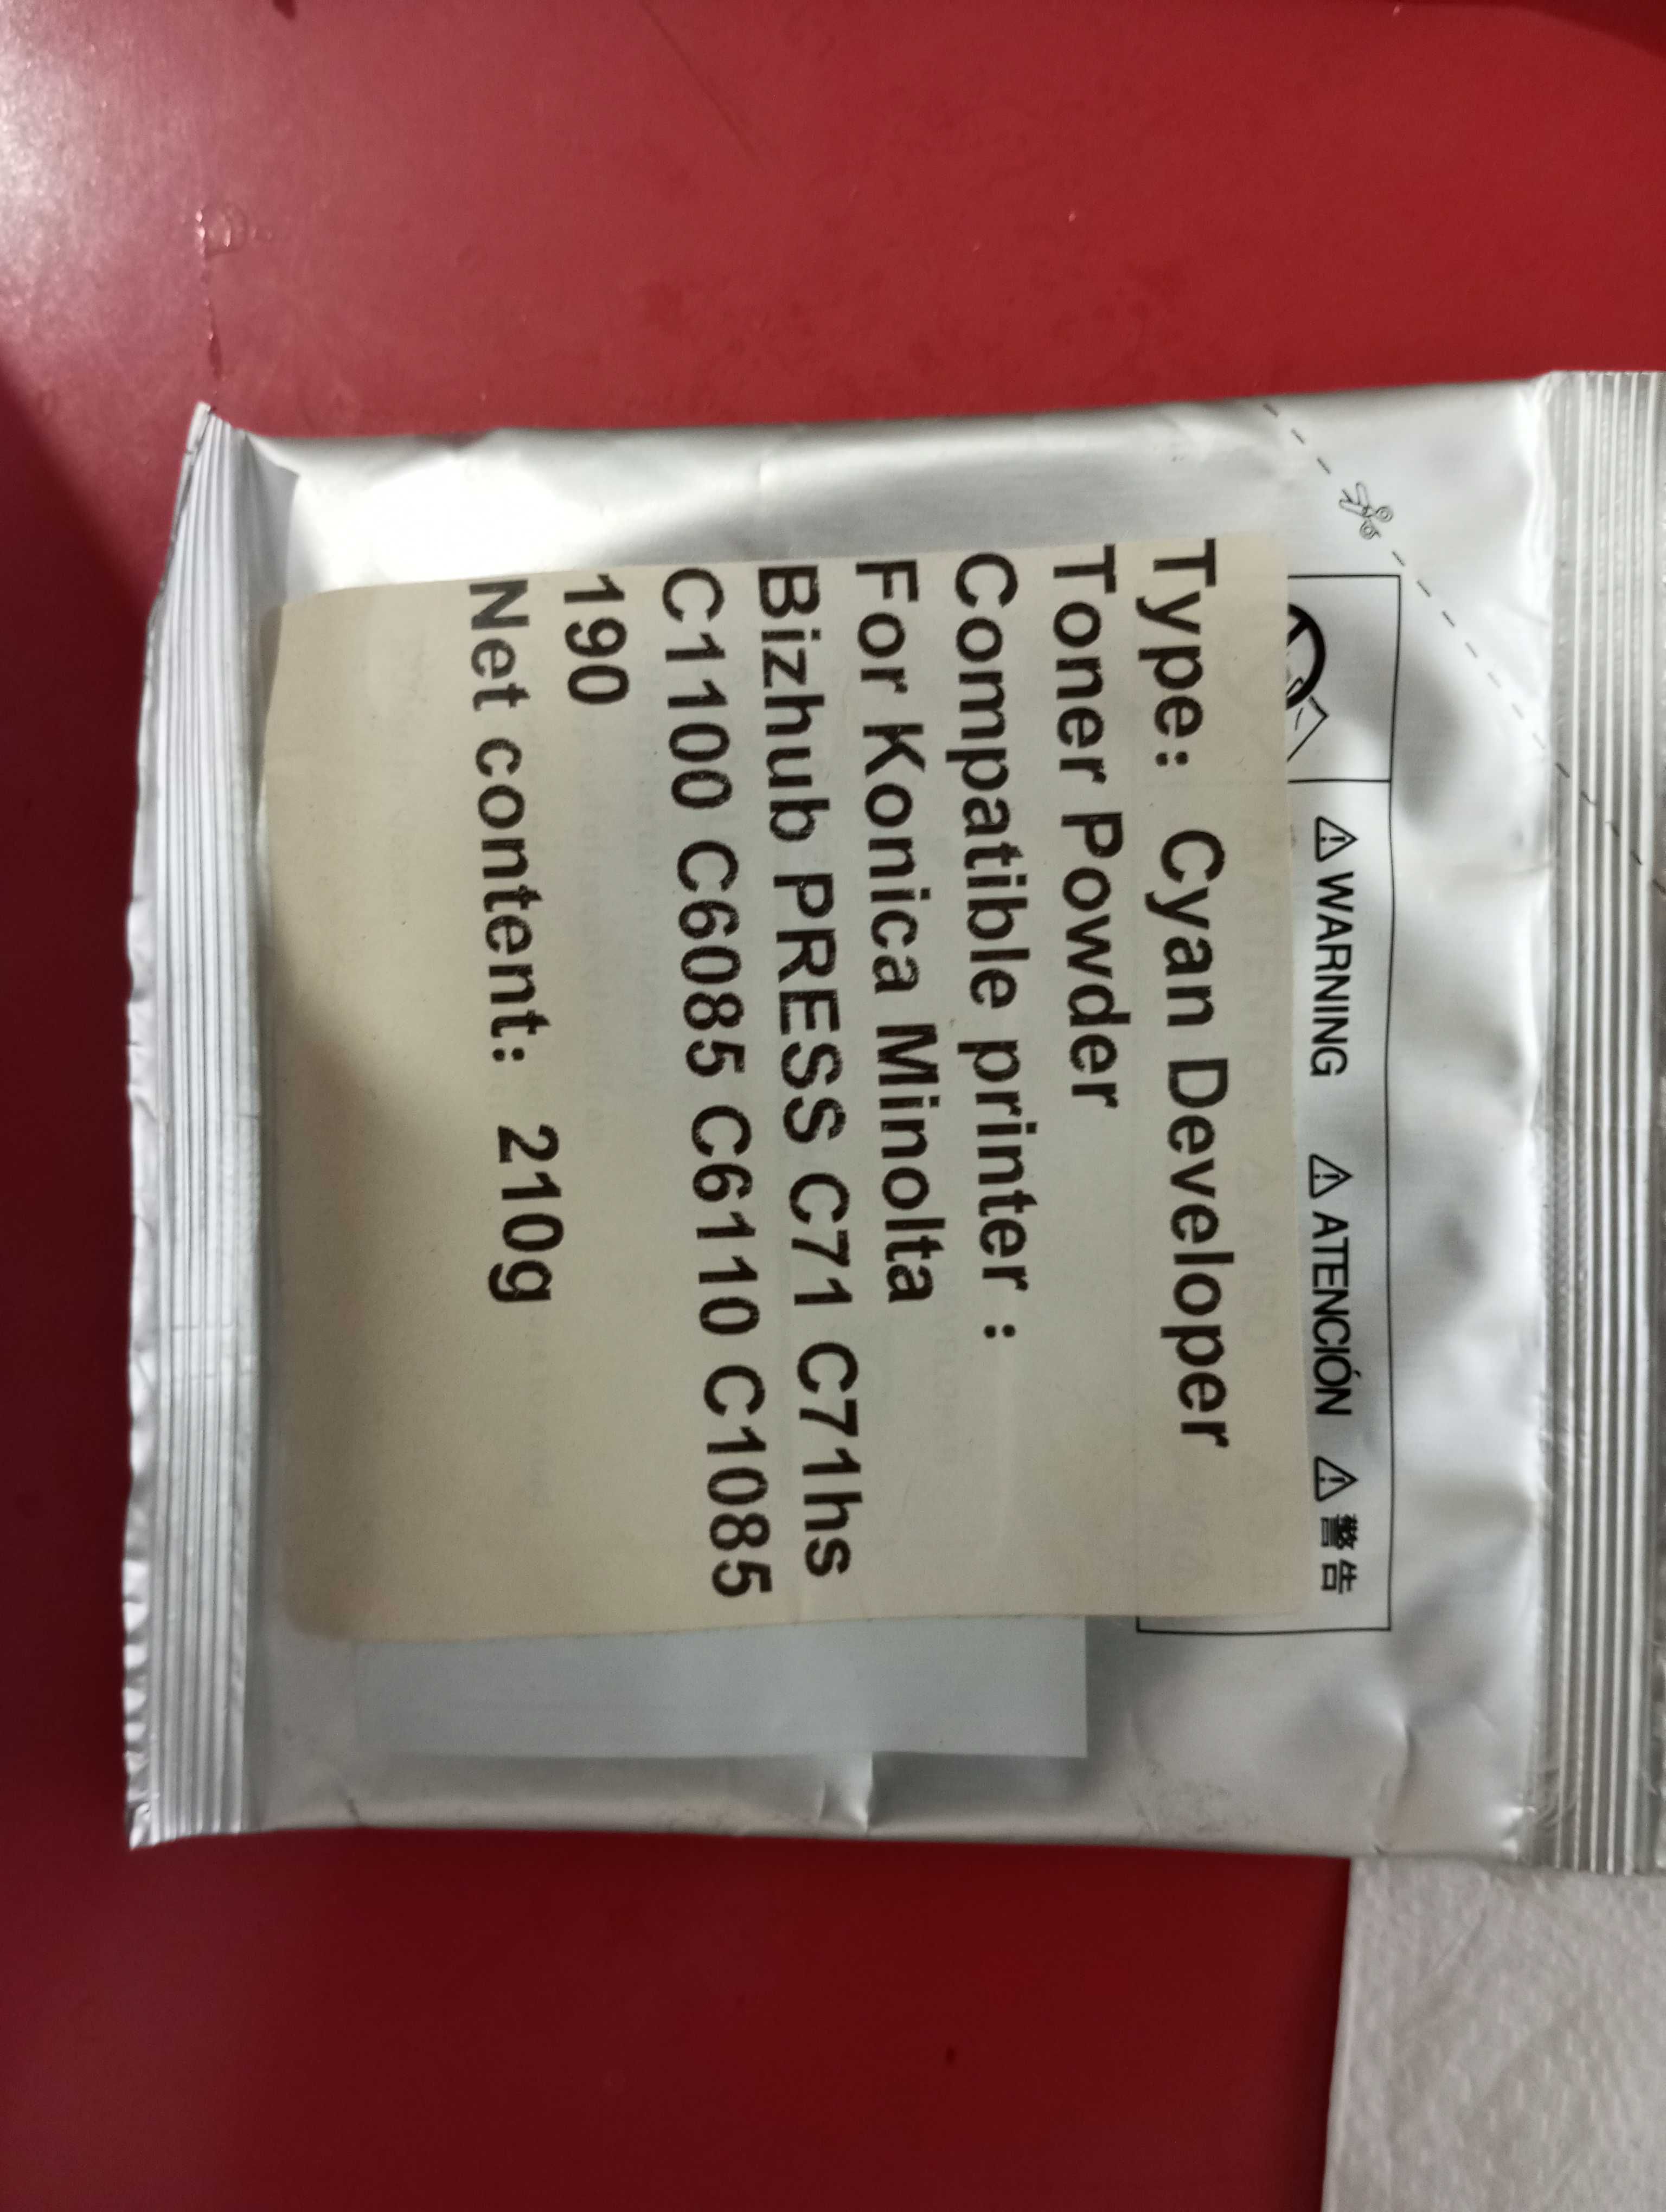 ⚠ WARNING ⚠ ATENCIÓN ⚠ 警告
Type: Cyan Developer
Toner Powder
Compatible printer :
For Konica Minolta
Bizhub PRESS C71 C71hs
C1100 C6085 C6110 C1085
190
Net content: 210g